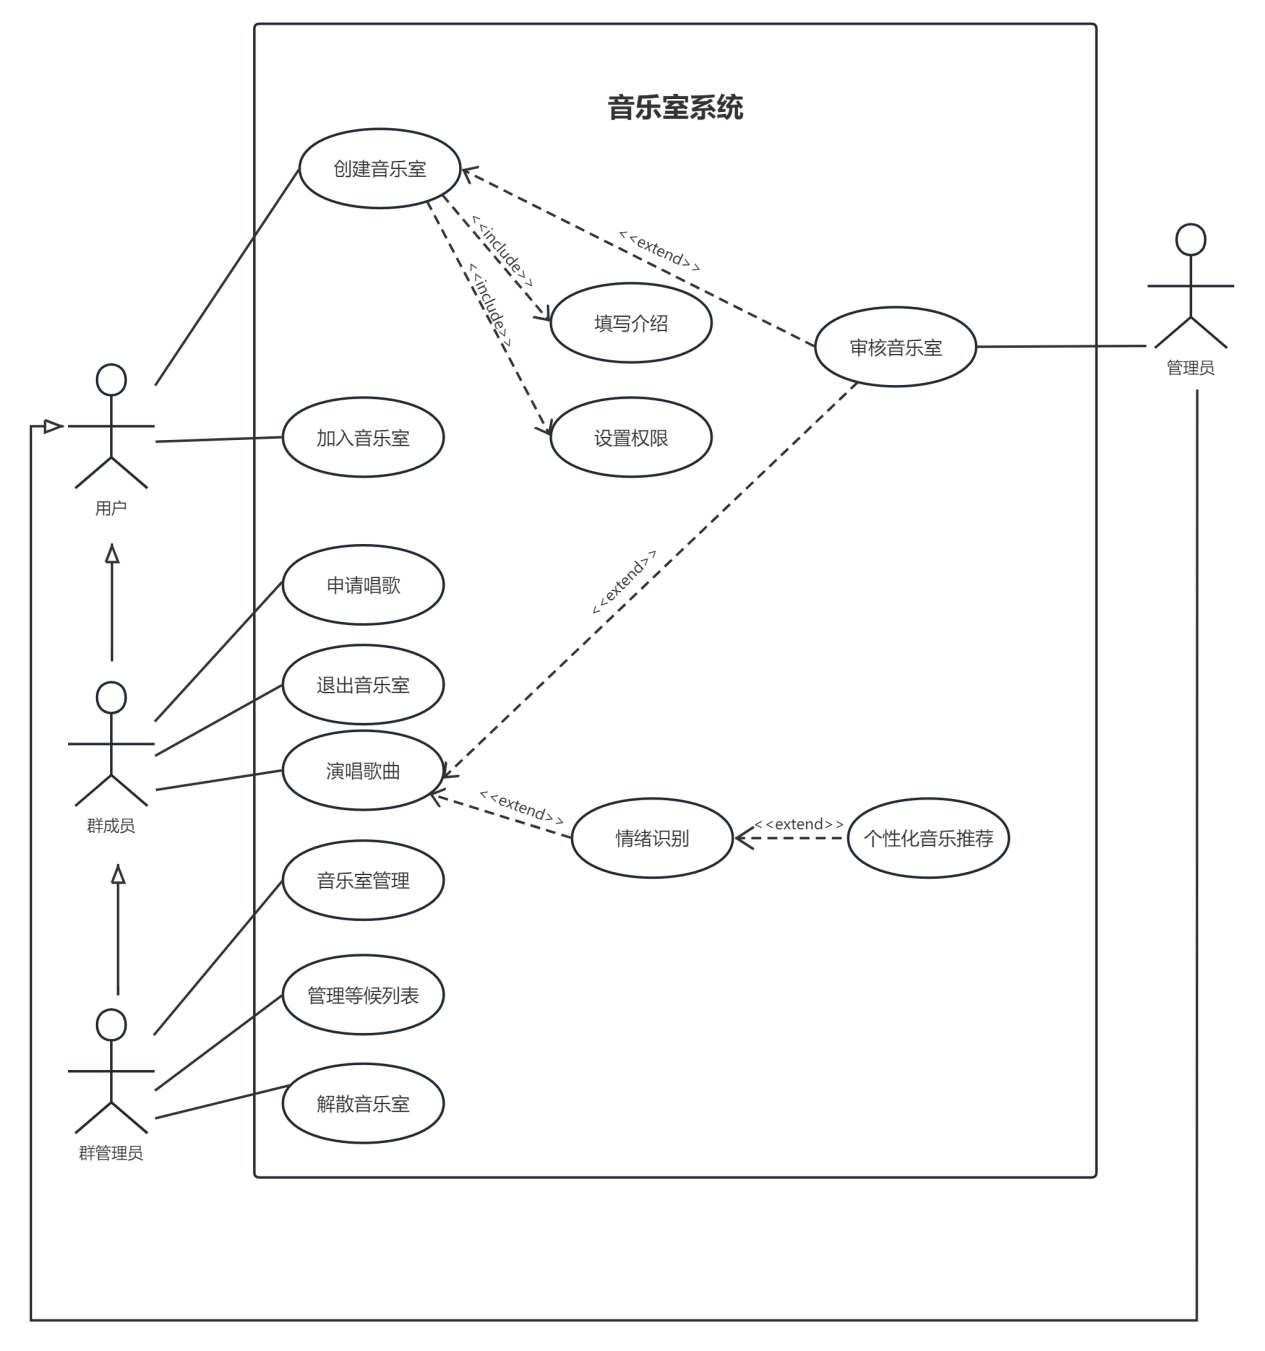 音乐室系统
创建音乐室
<<extend>>
<<include>>
<<include>>
填写介绍
审核音乐室
管理员
加入音乐室
设置权限
用户
<<extend>>
申请唱歌
退出音乐室
演唱歌曲
<<extend>>
<<extend>>
群成员
情绪识别
个性化音乐推荐
音乐室管理
管理等候列表
解散音乐室
群管理员